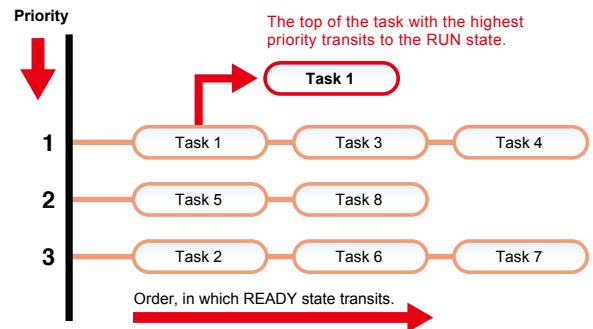 Priority
The top of the task with the highest
priority transits to the RUN state.
Task 1
1 Task 1 Task 3 Task 4
2 Task 5 Task 8
3 Task 2 Task 6 Task 7
Order, in which READY state transits.